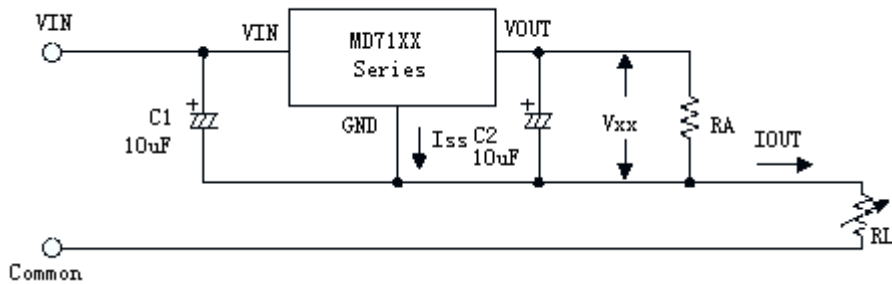 VIN
VIN
MD71XX
Series
VOUT
C1
10uF
GND
Iss
C2
10uF
Vxx
RA
IOUT
RL
Common